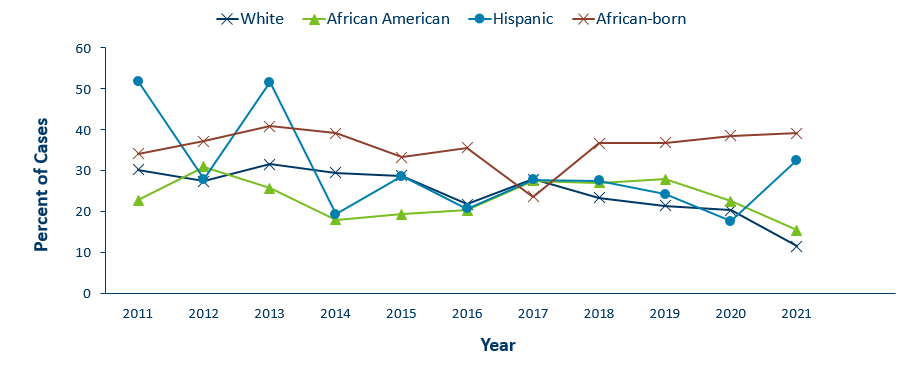 White African American Hispanic African-born
60
50
40
30
20
10
0
Percent of Cases
2011 2012 2013 2014 2015 2016 2017 2018 2019 2020 2021
Year